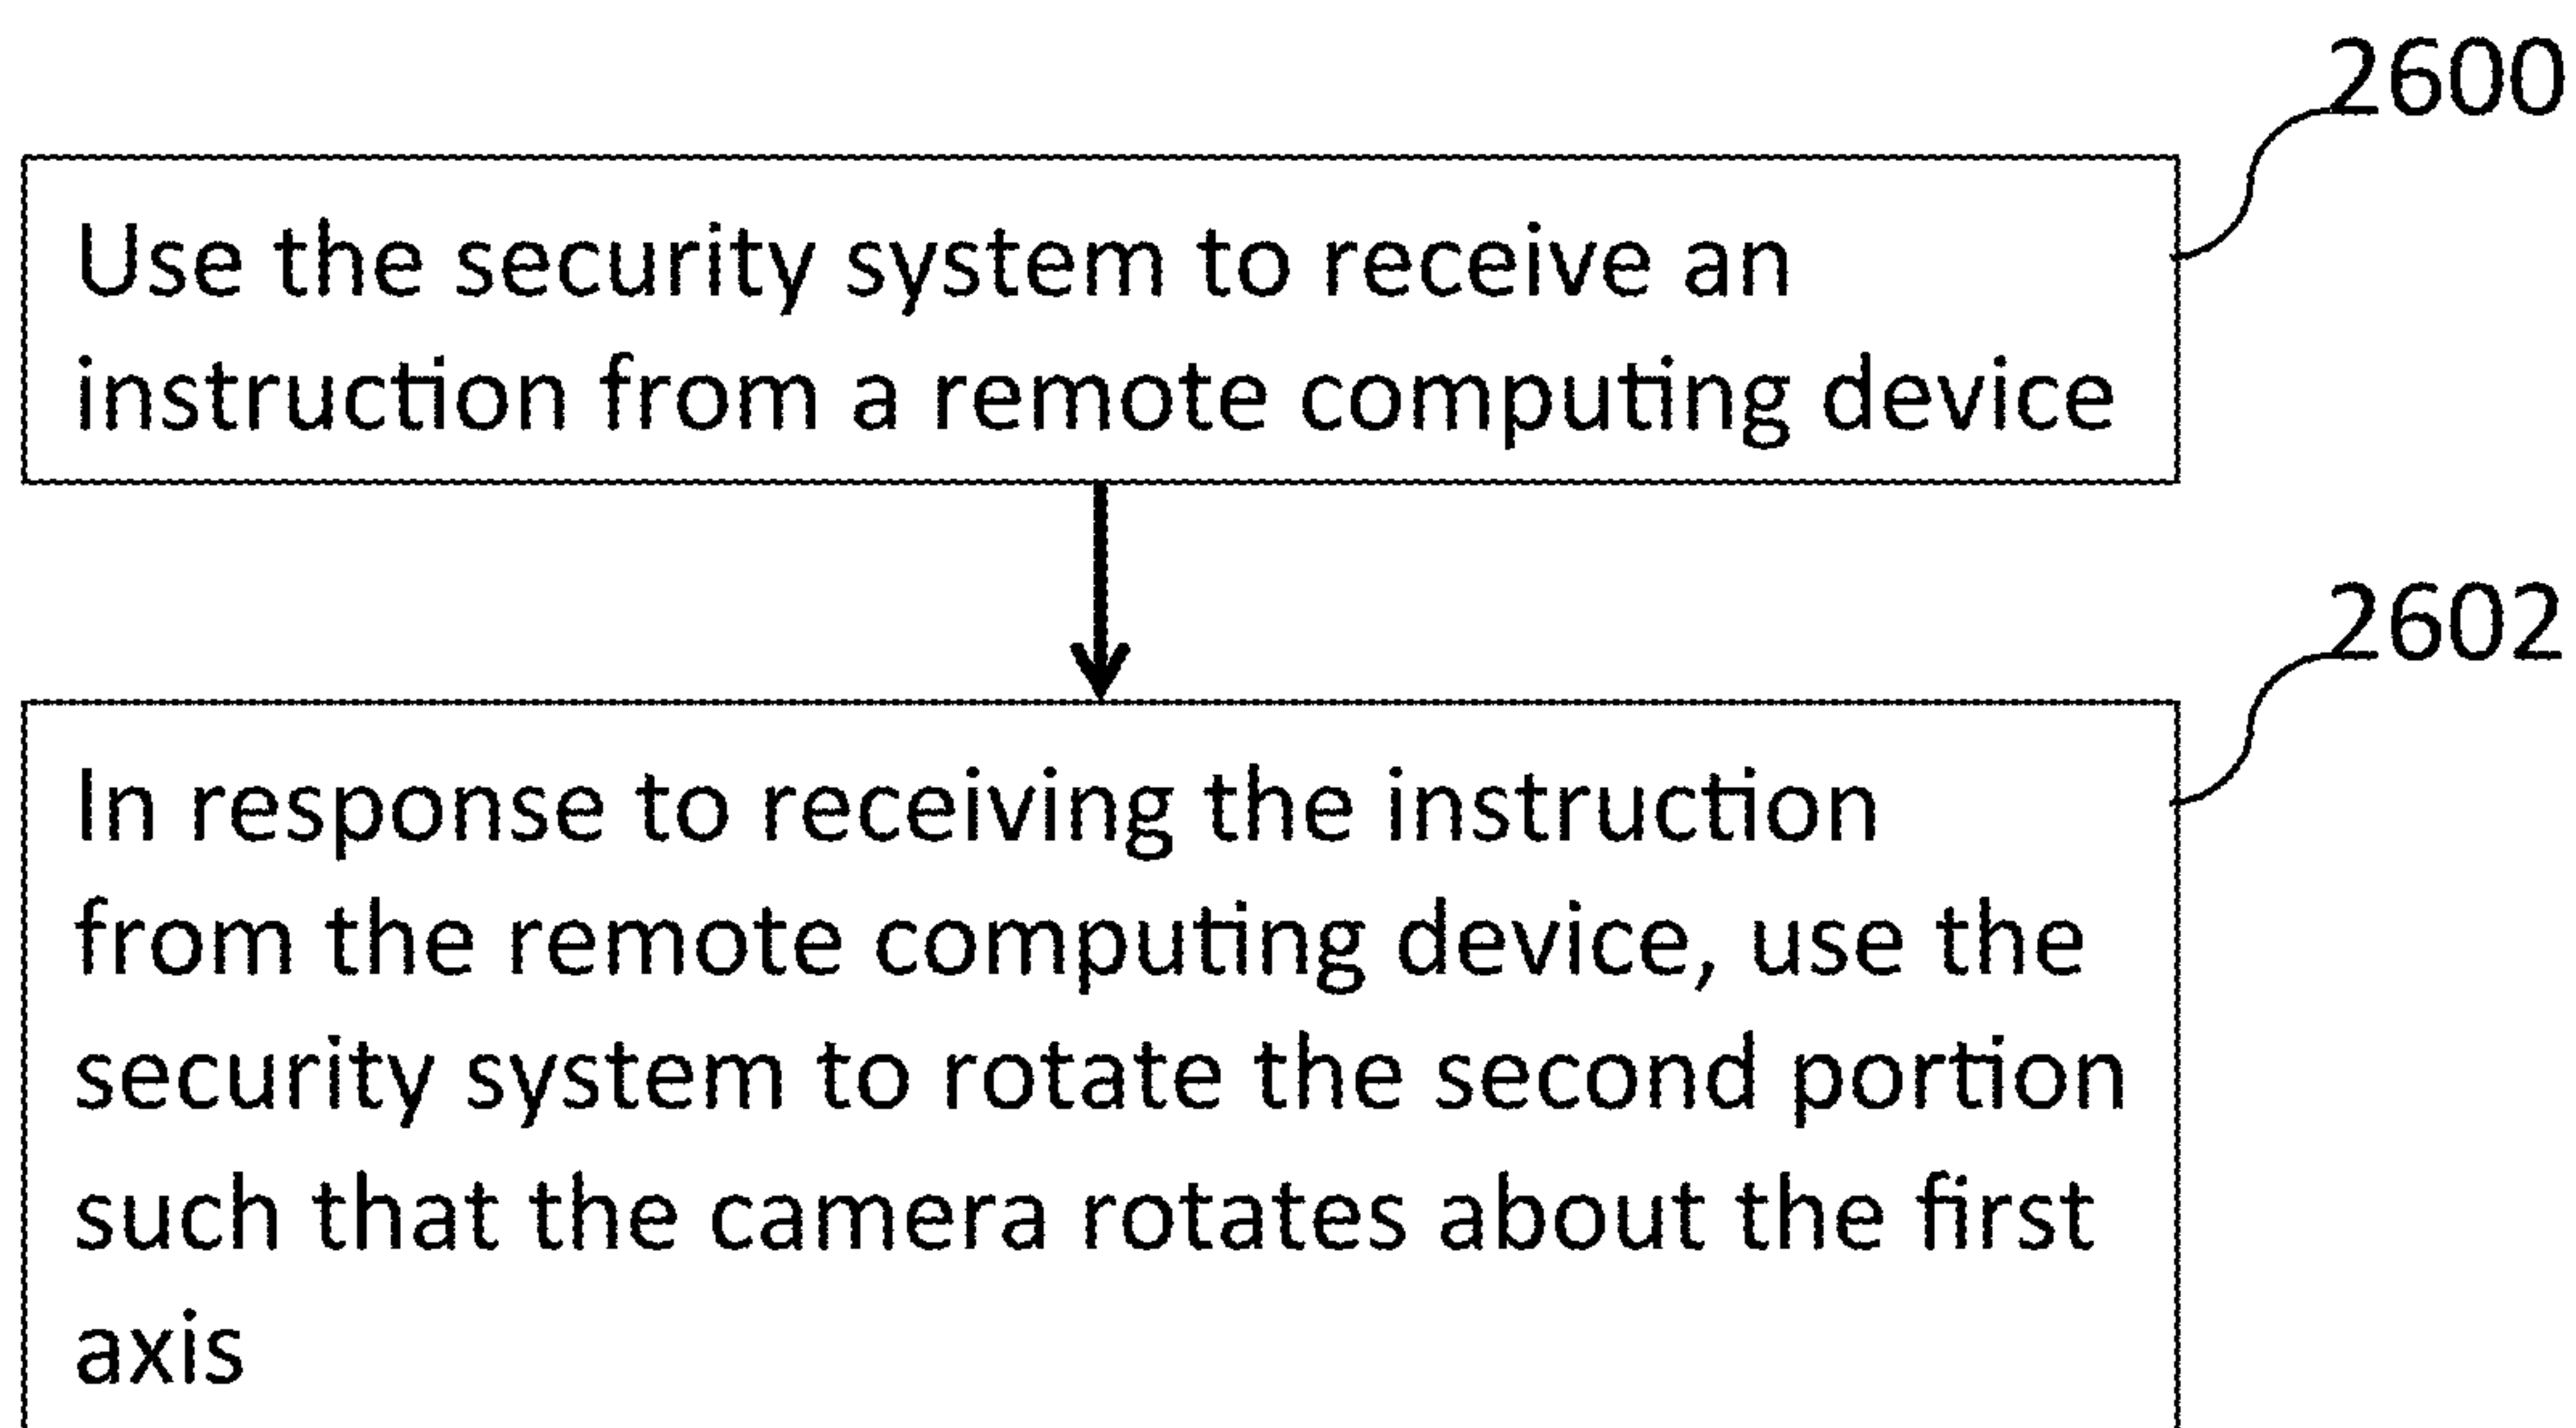 2600
Use the security system to receive an
instruction from a remote computing device
2602
In response to receiving the instruction
from the remote computing device, use the
security system to rotate the second portion
such that the camera rotates about the first
axis